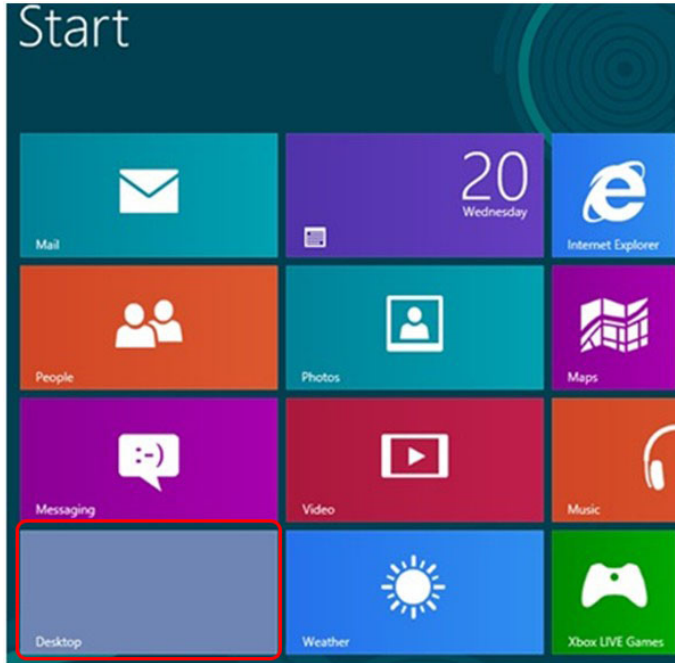 Start
Mail
20
Wednesday
Internet Explorer
People
Photos
Maps
:-)
Messaging
Video
Music
Desktop
Weather
Xbox LIVE Games